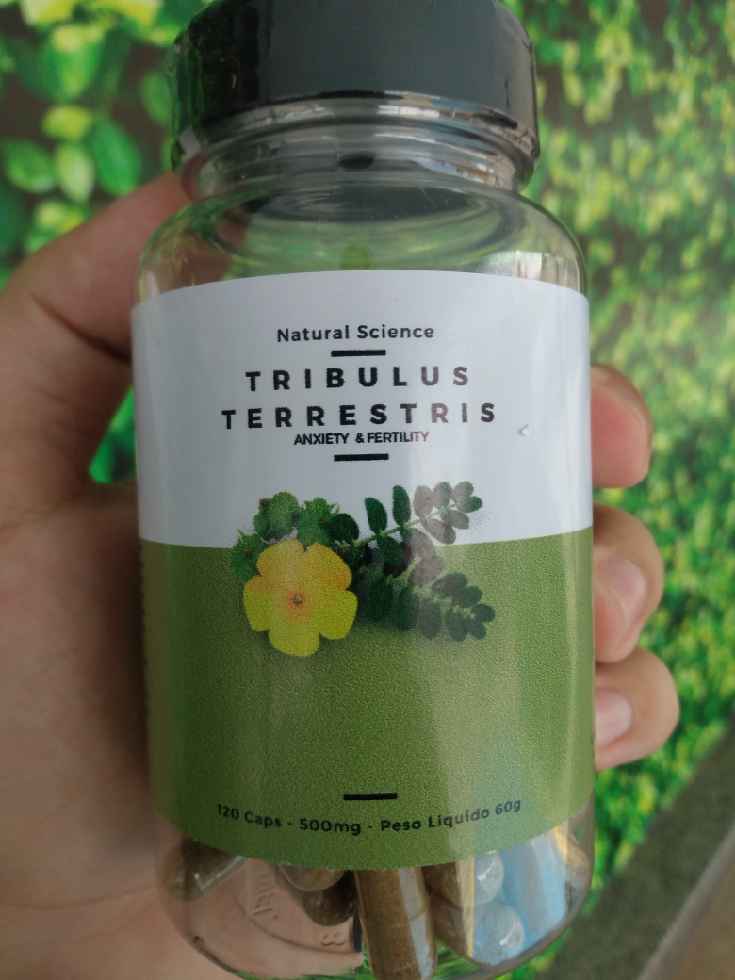 Natural Science
TRIBULUS
TERRESTRIS
ANXIETY & FERTILITY
120 Caps - 500mg - Peso Liquido 60g